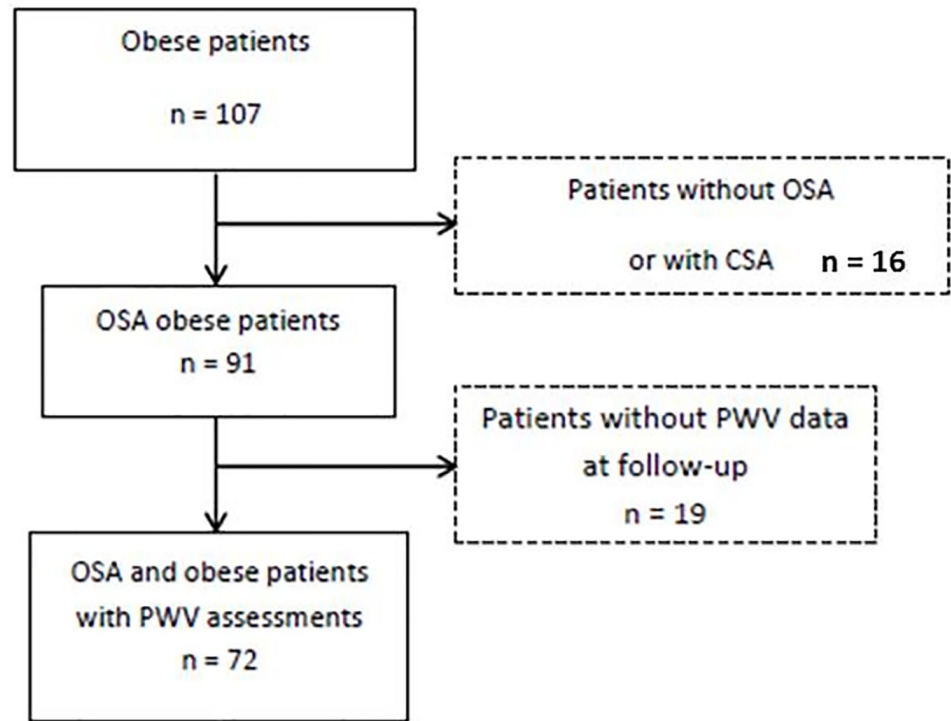 Obese patients
n = 107
Patients without OSA
or with CSA n = 16
OSA obese patients
n = 91
Patients without PWV data
at follow-up
n = 19
OSA and obese patients
with PWV assessments
n = 72